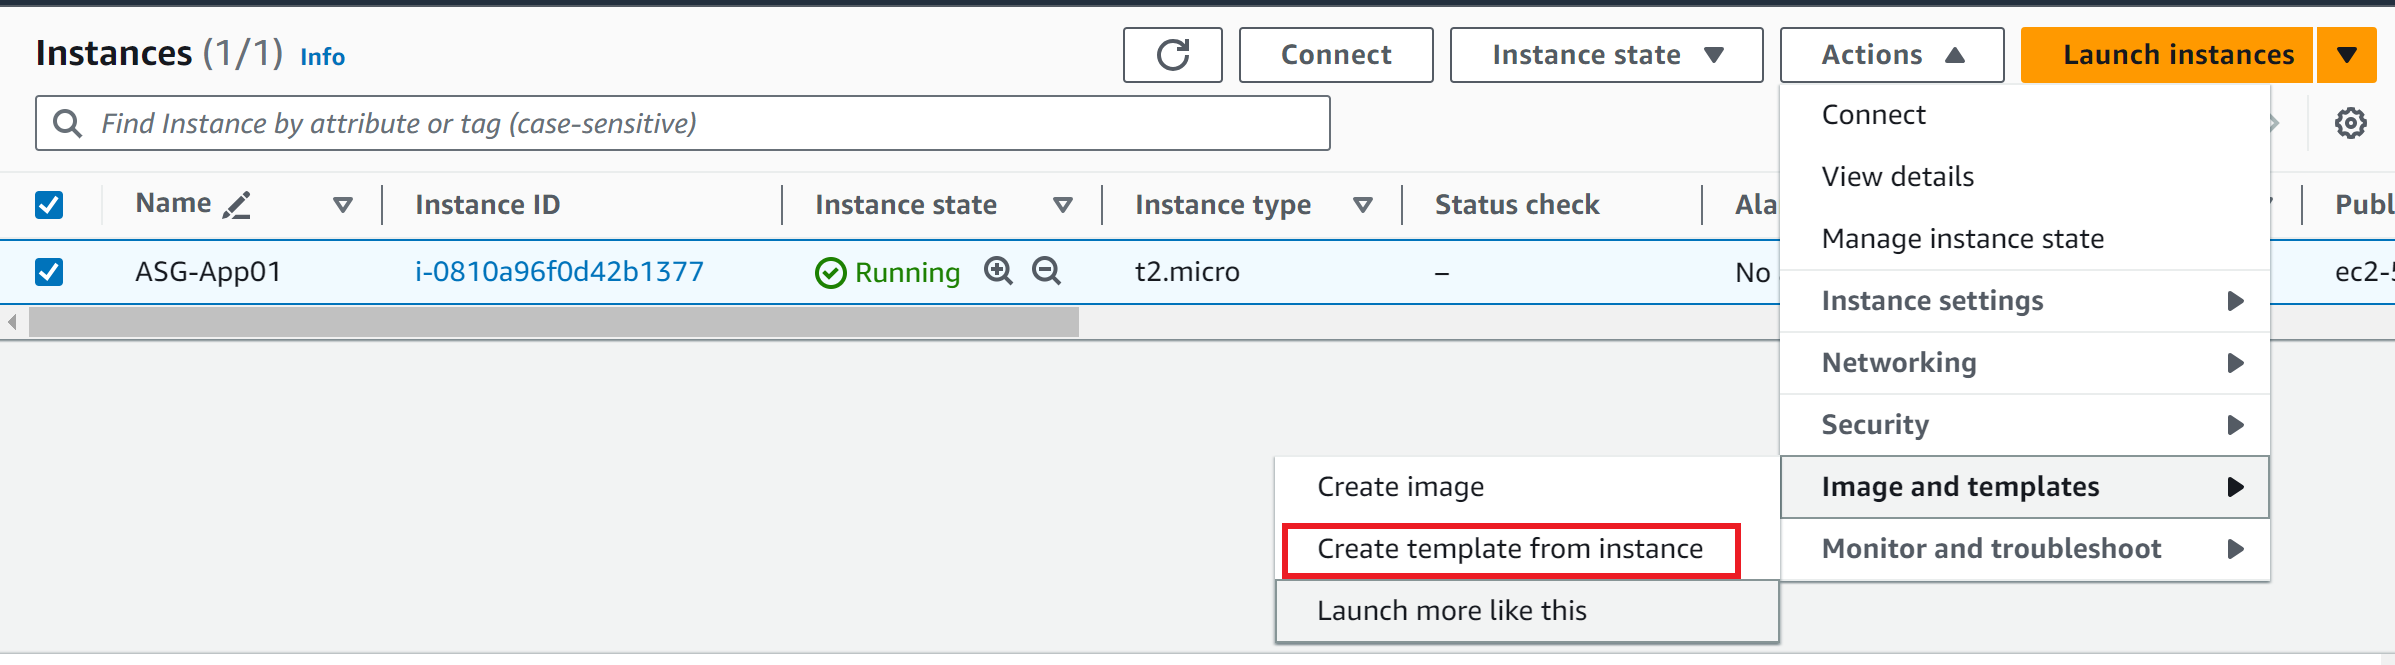 Instances (1/1) Info
Connect
Instance state
Actions
Launch instances
Find Instance by attribute or tag (case-sensitive)
Name
Instance ID
Instance state
Instance type
Status check
Ala
Publ
ASG-App01
i-0810a96f0d42b1377
Running
t2.micro
–
No
ec2-5
Connect
View details
Manage instance state
Instance settings
Networking
Security
Image and templates
Monitor and troubleshoot
Create image
Create template from instance
Launch more like this